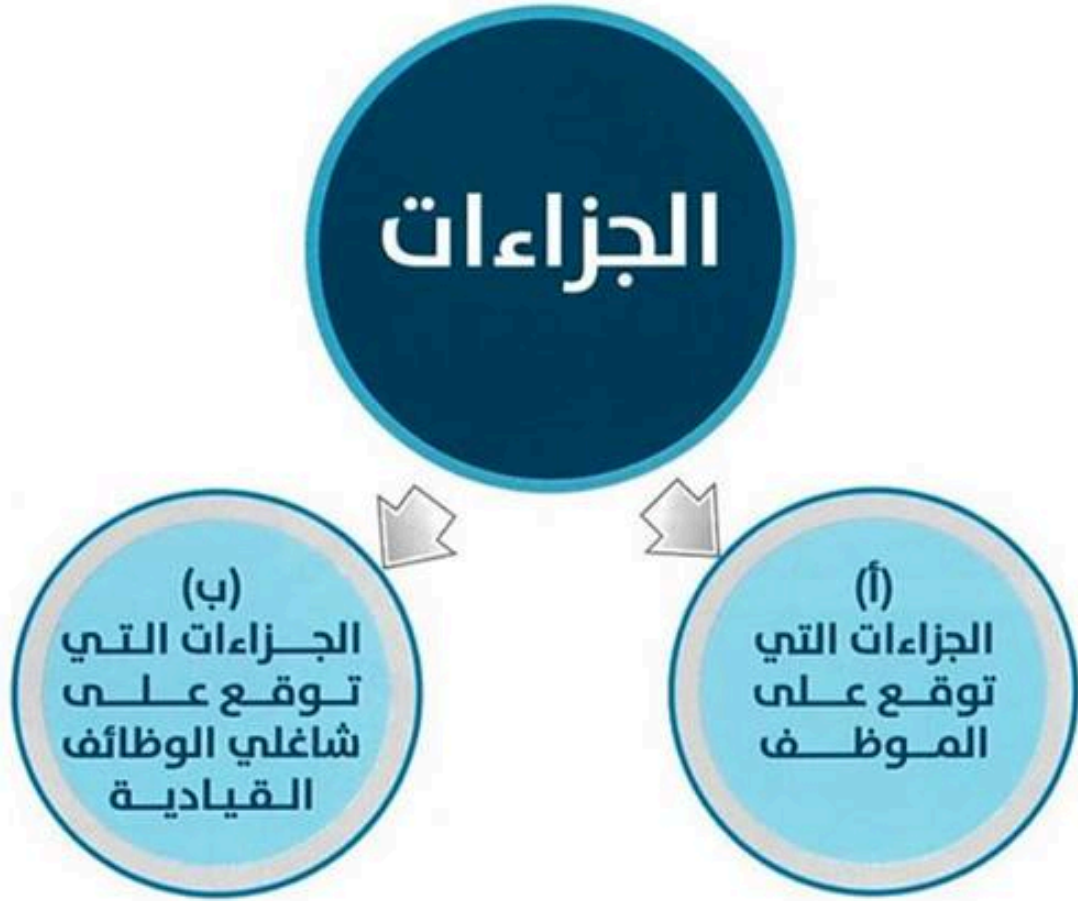 الجزاءات
(أ)
الجزاءات التي
توقع على
الموظف
(ب)
الجزاءات التي
توقع على
شاغلي الوظائف
القيادية